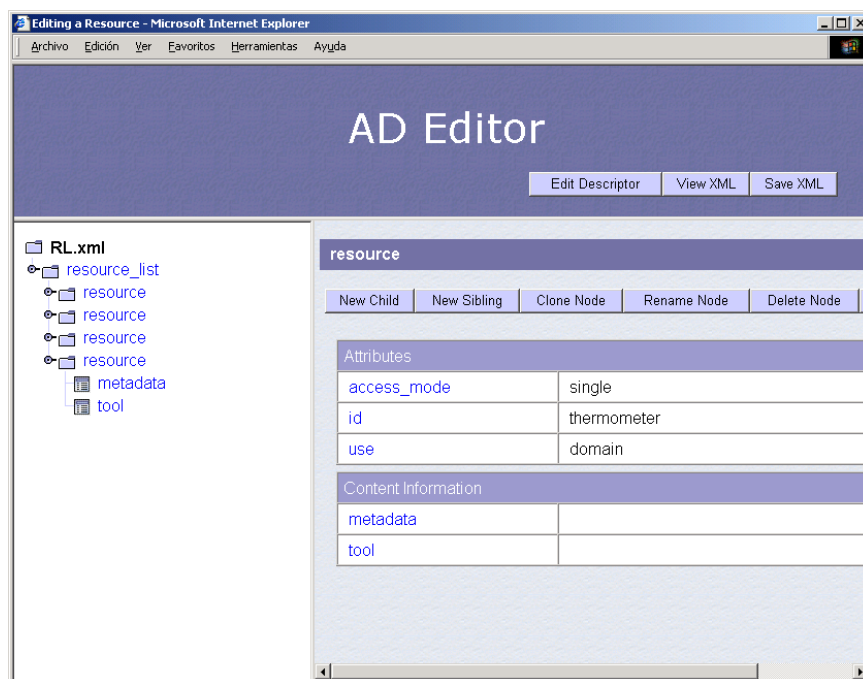 Editing a Resource - Microsoft Internet Explorer
Archivo Edición Ver Favoritos Herramientas Ayuda
AD Editor
Edit Descriptor View XML Save XML
RL.xml
resource_list
resource
resource
resource
resource
metadata
tool
resource
New Child New Sibling Clone Node Rename Node Delete Node
Attributes
access_mode single
id thermometer
use domain
Content Information
metadata
tool